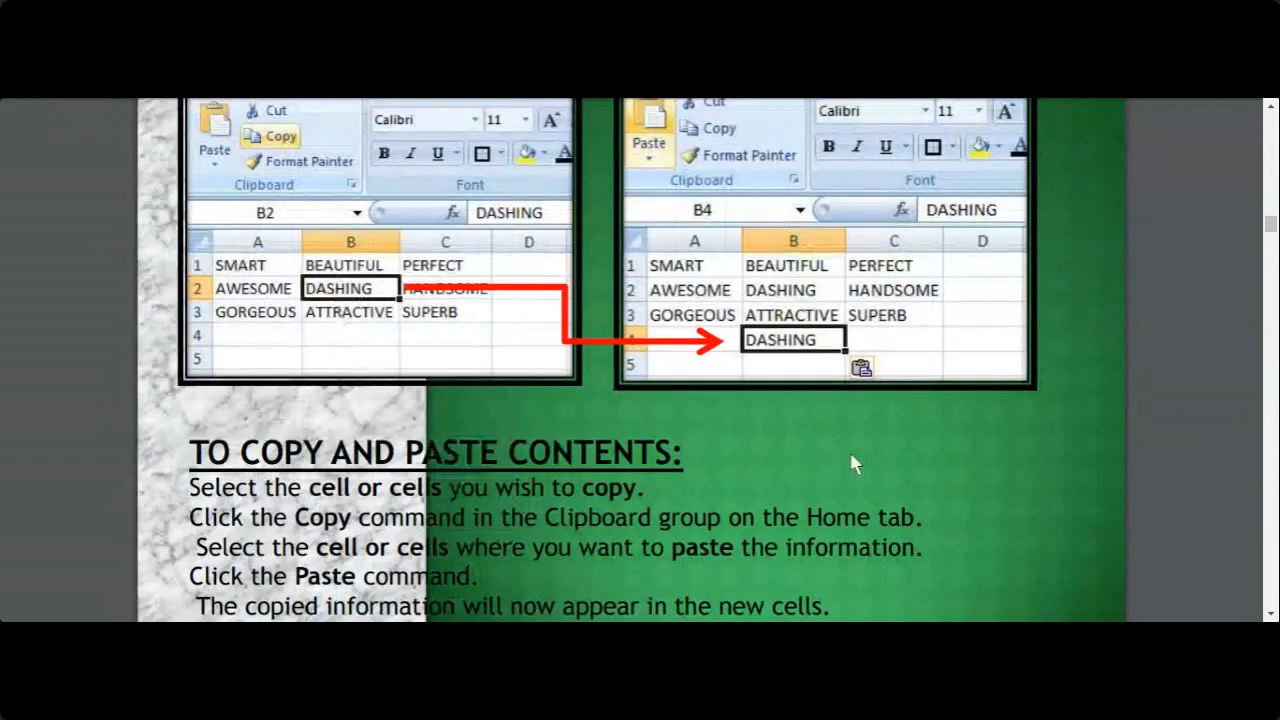 Cut
Copy
Paste
Format Painter
Clipboard
Calibri 11 A
B I U A
Font
B2 fx DASHING
A B C D
1 SMART BEAUTIFUL PERFECT
2 AWESOME DASHING HANDSOME
3 GORGEOUS ATTRACTIVE SUPERB
4
5
Cut
Copy
Paste
Format Painter
Clipboard
Calibri 11 A
B I U A
Font
B4 fx DASHING
A B C D
1 SMART BEAUTIFUL PERFECT
2 AWESOME DASHING HANDSOME
3 GORGEOUS ATTRACTIVE SUPERB
4 DASHING
5
TO COPY AND PASTE CONTENTS:
Select the cell or cells you wish to copy.
Click the Copy command in the Clipboard group on the Home tab.
Select the cell or cells where you want to paste the information.
Click the Paste command.
The copied information will now appear in the new cells.